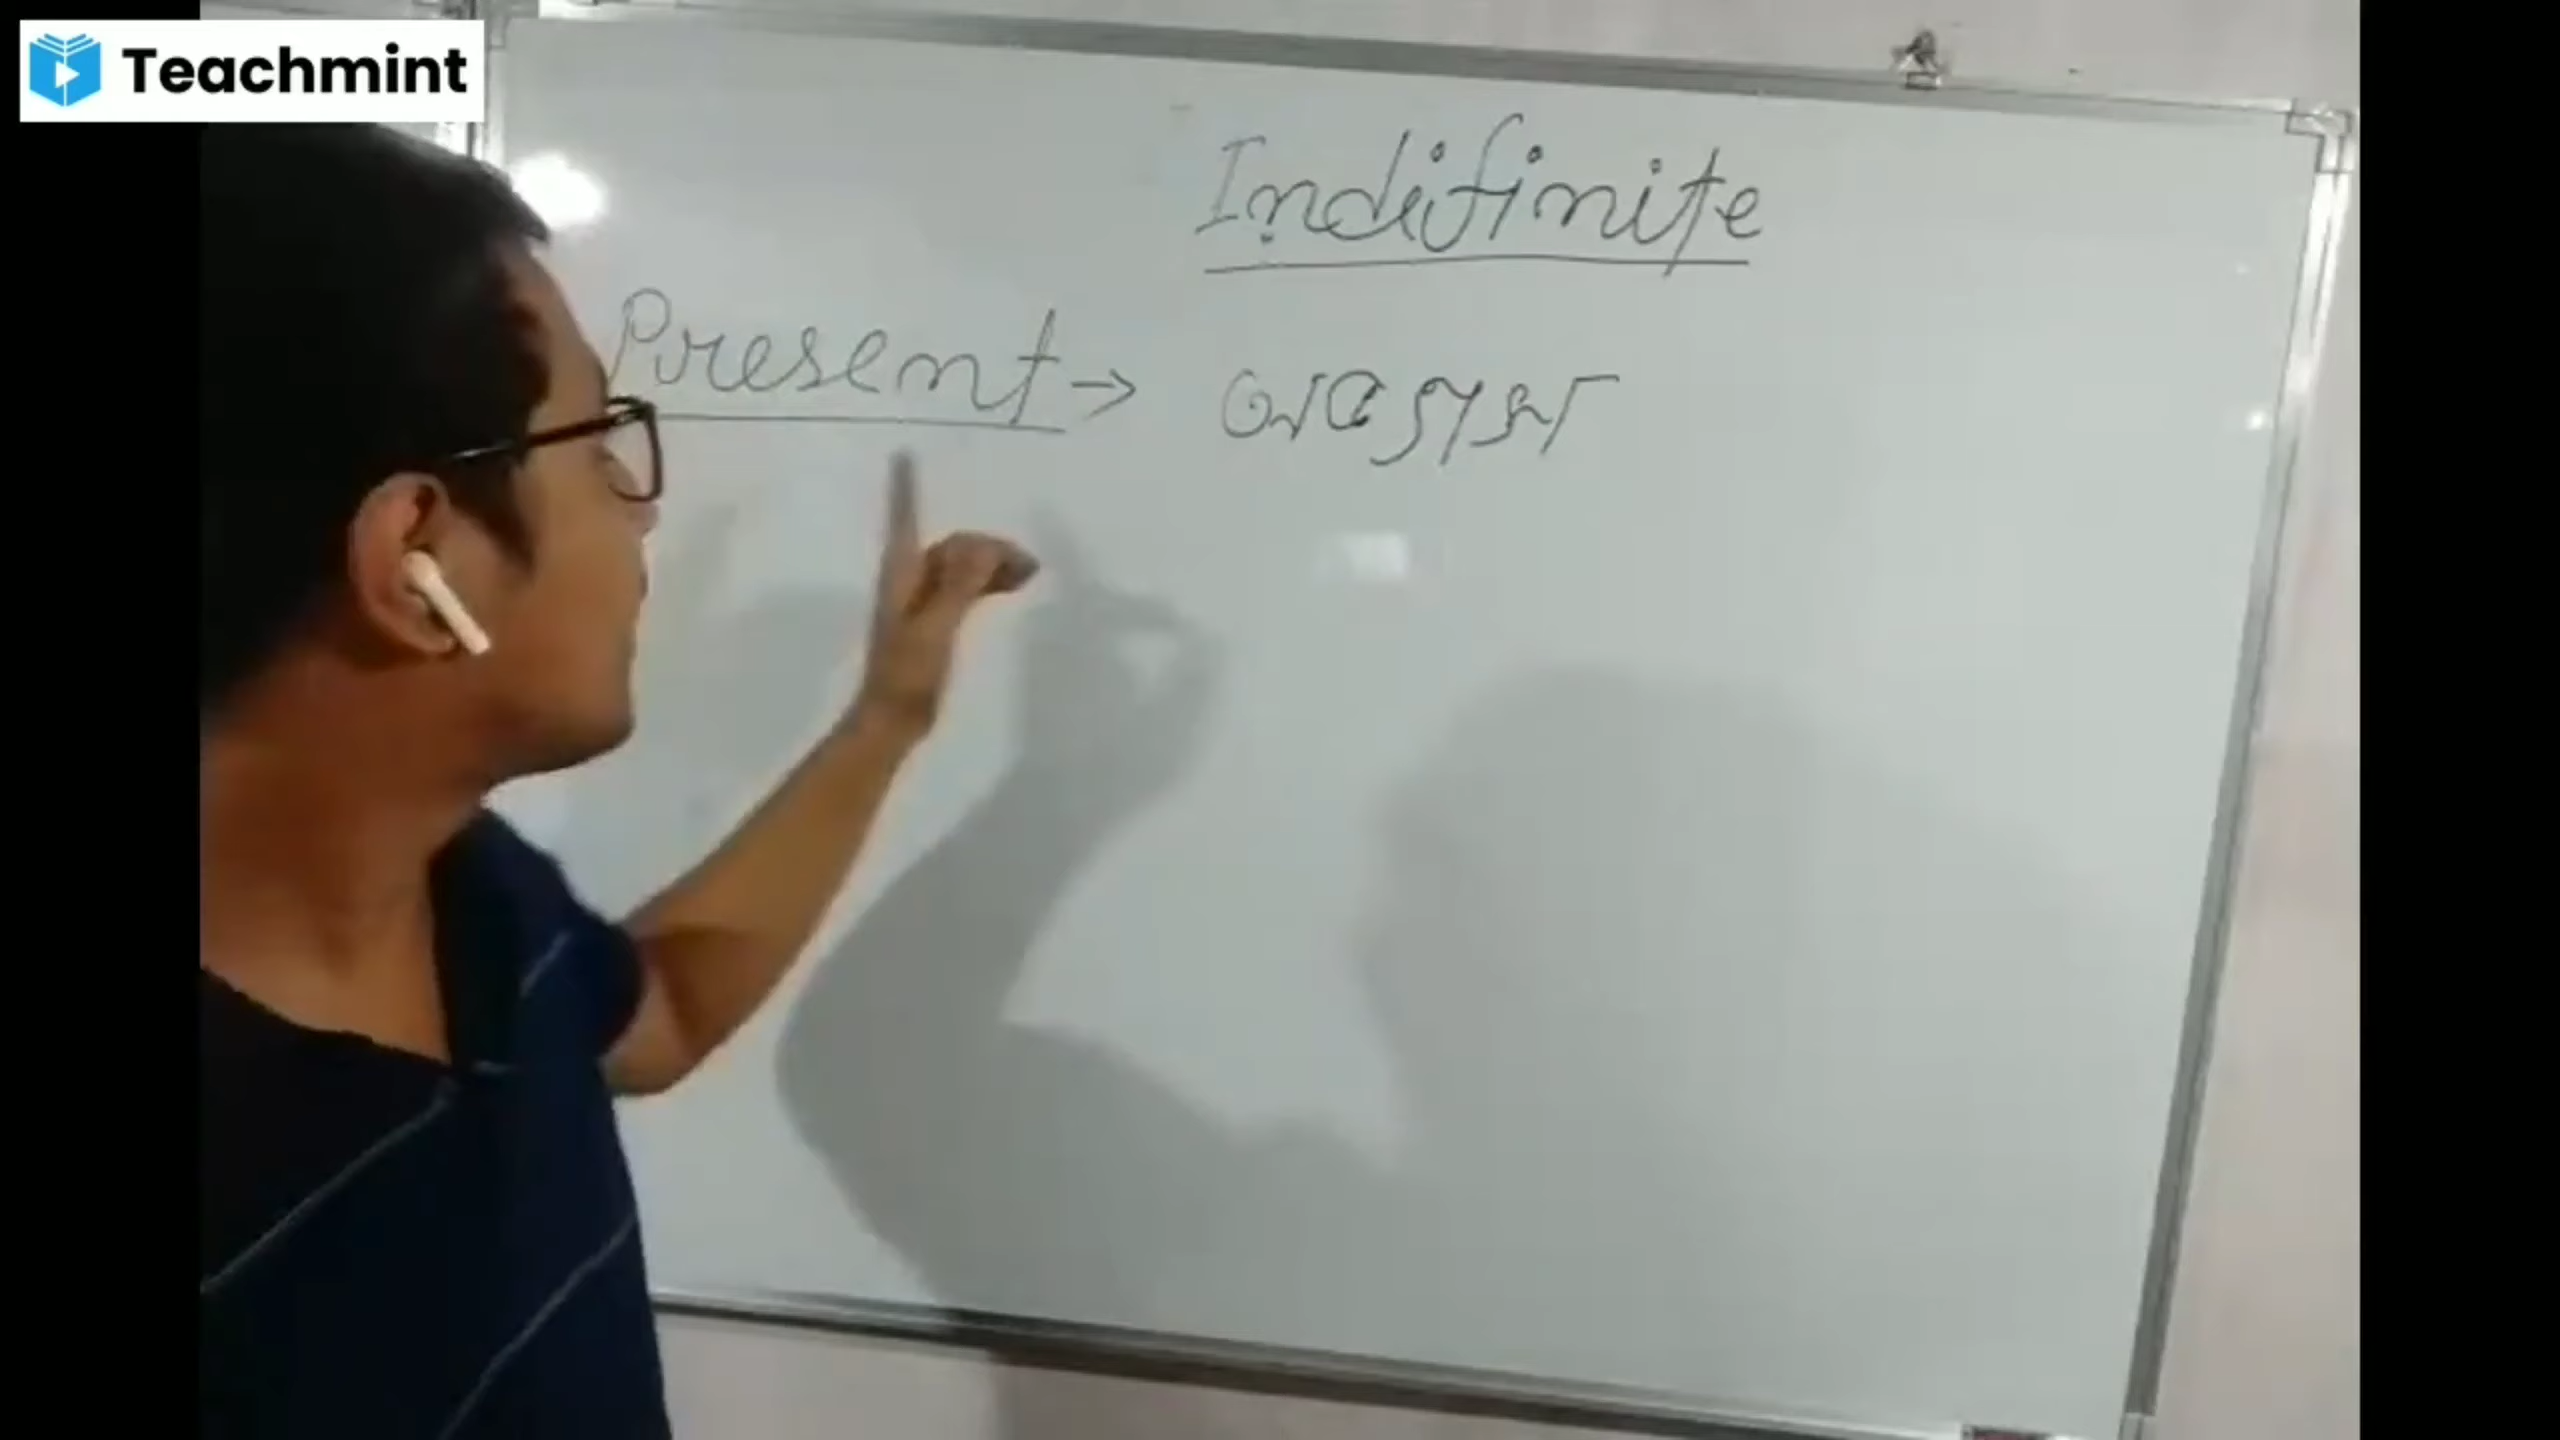 Teachmint
Indifinite
Present →